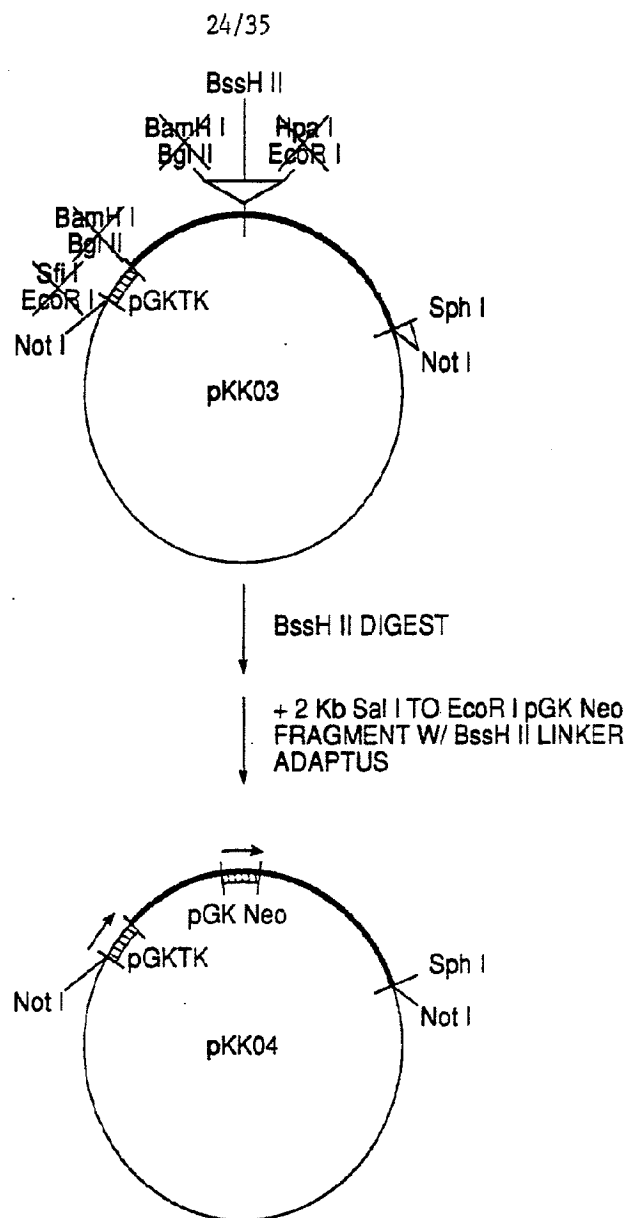 24/35
BssH II
BamH I
Bgl II
Hpa I
EcoR I
BamH I
Bgl II
Sfi I
EcoR I
pGKTK
Not I
Sph I
Not I
pKK03
BssH II DIGEST
+ 2 Kb Sal I TO EcoR I pGK Neo
FRAGMENT W/ BssH II LINKER
ADAPTUS
pGK Neo
pGKTK
Not I
Sph I
Not I
pKK04